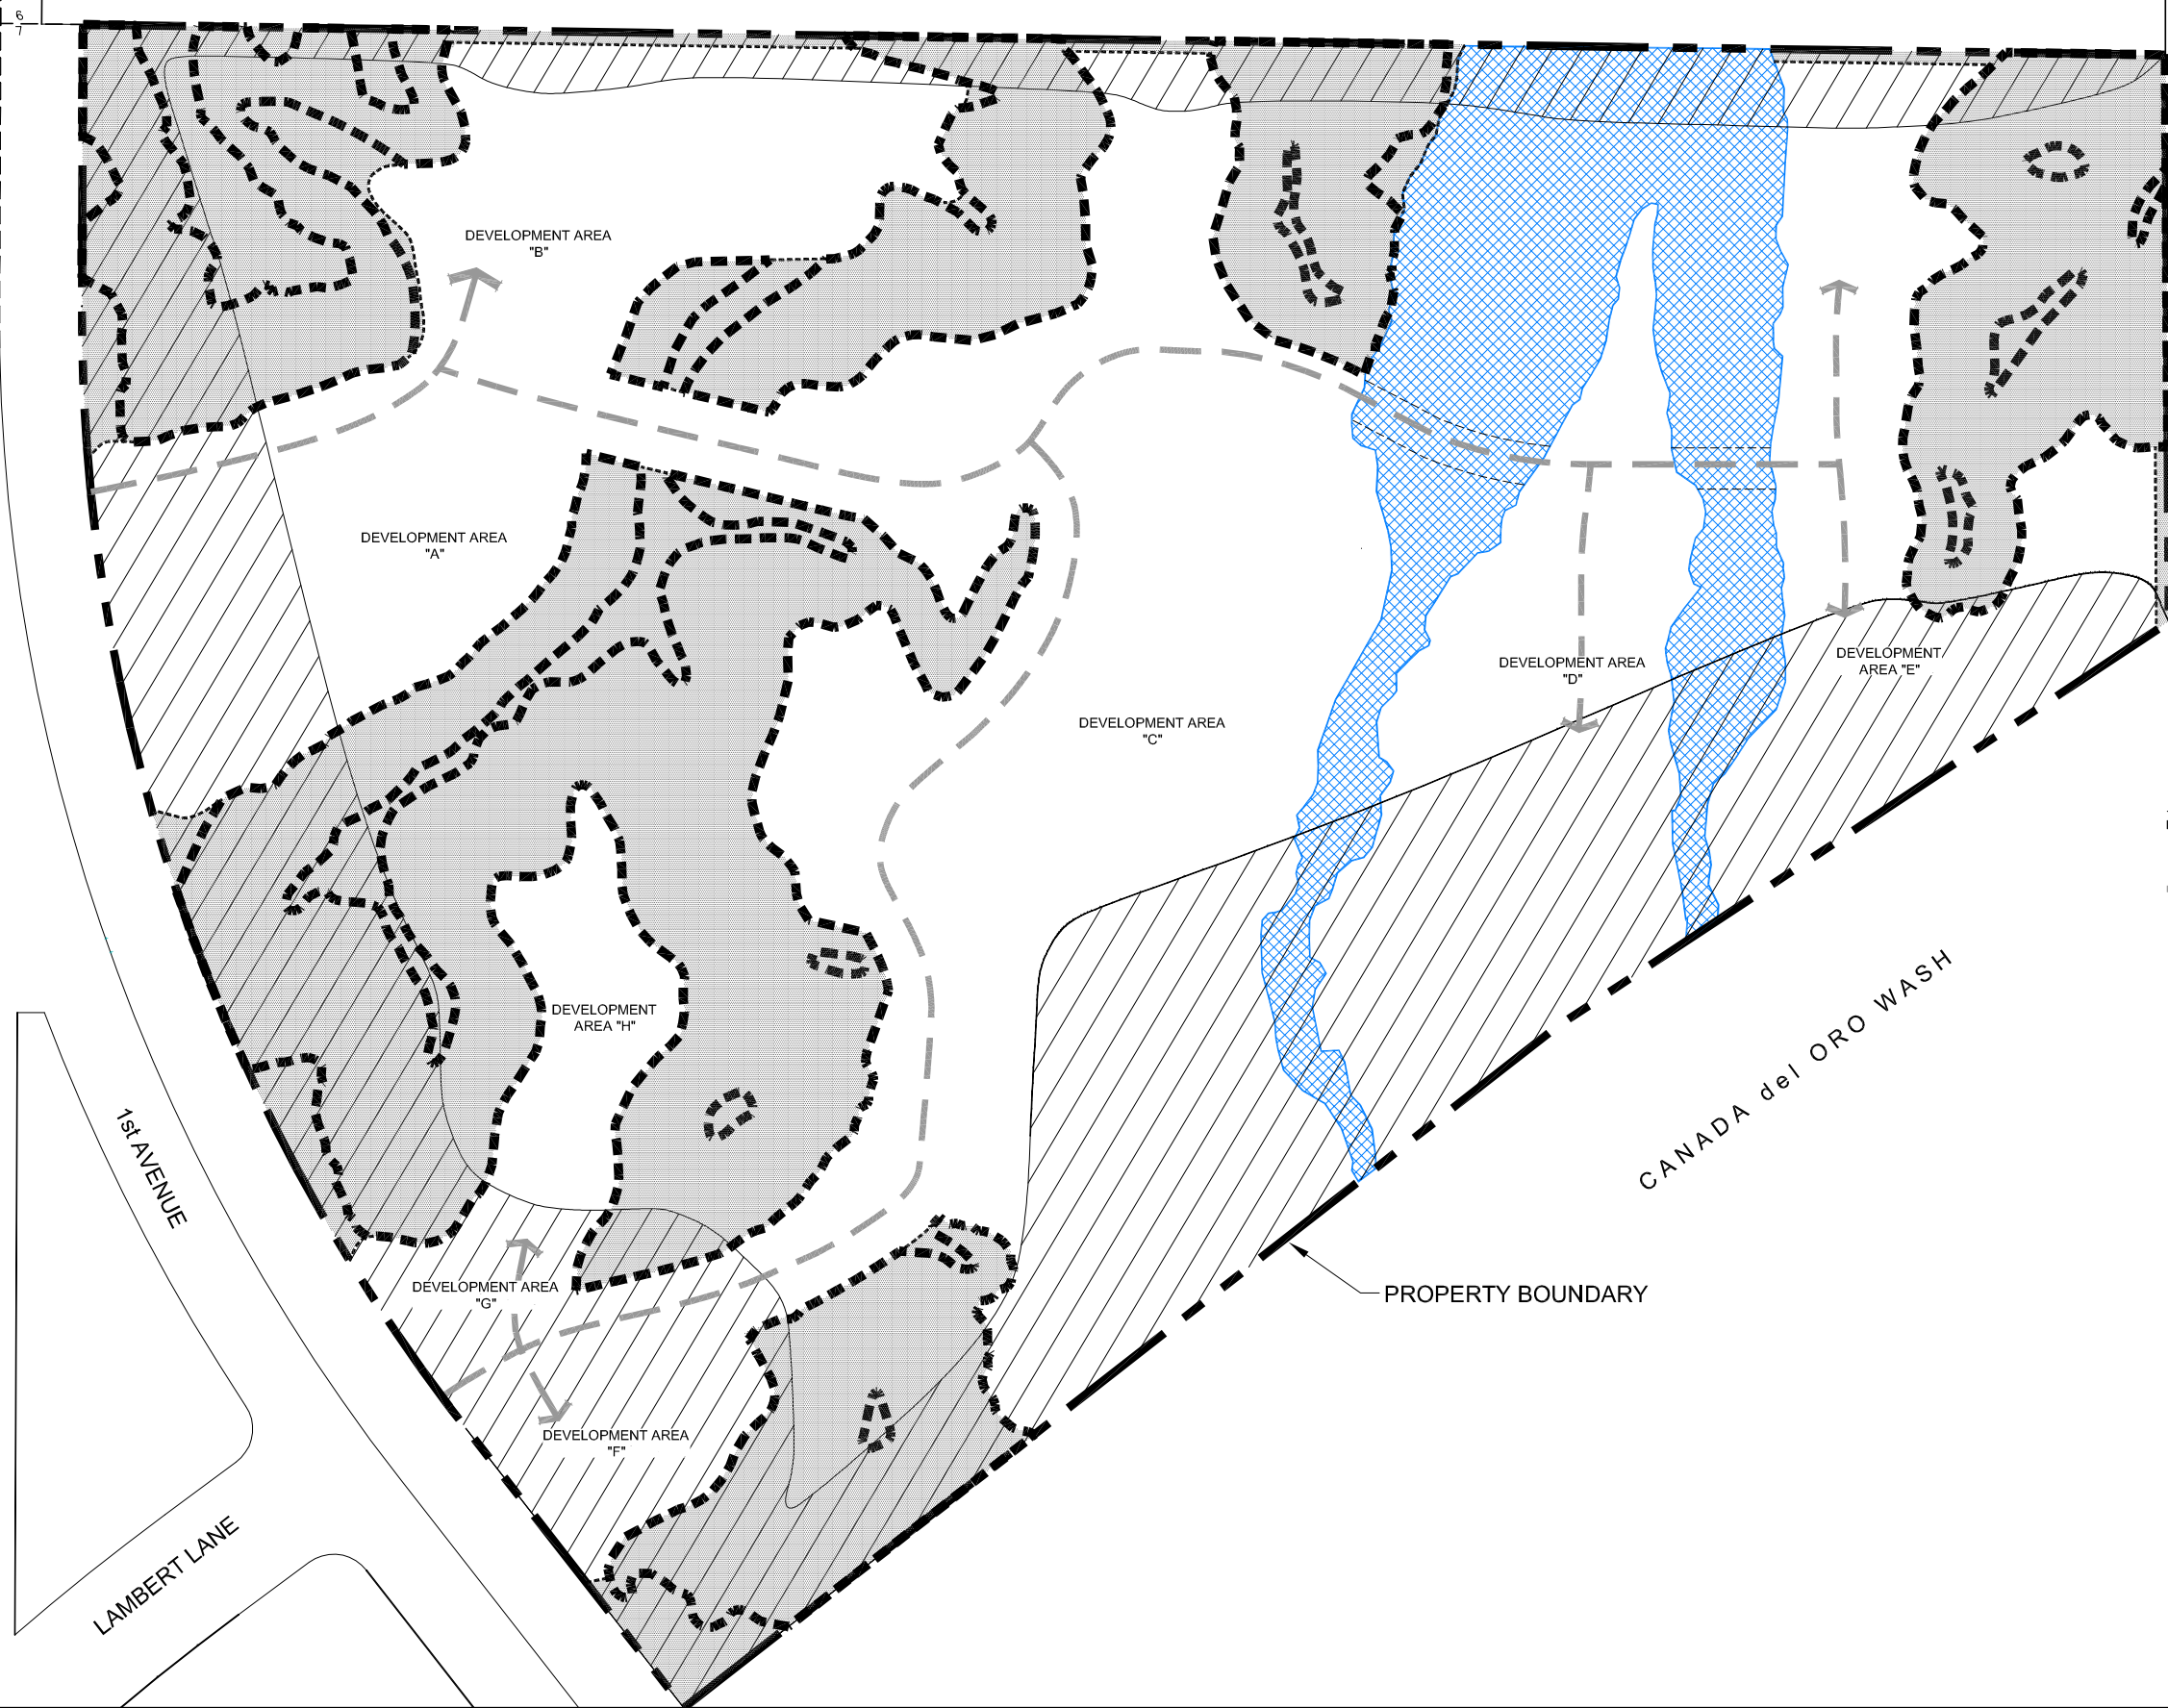 6
7
DEVELOPMENT AREA
"B"
DEVELOPMENT AREA
"A"
DEVELOPMENT AREA
"C"
DEVELOPMENT AREA
"D"
DEVELOPMENT
AREA "E"
DEVELOPMENT
AREA "H"
CANADA del ORO WASH
1st AVENUE
DEVELOPMENT AREA
"G"
PROPERTY BOUNDARY
DEVELOPMENT AREA
"F"
LAMBERT LANE